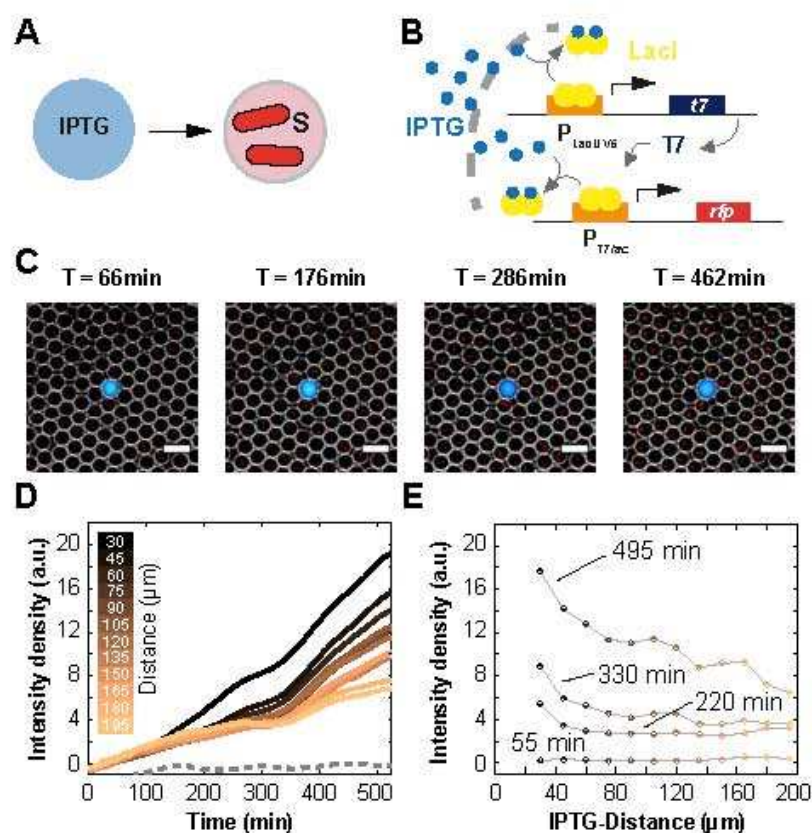 A
IPTG
S
B
LacI
IPTG
t7
P
T7
rfp
P T7/lac
C
T = 66min
T = 176min
T = 286min
T = 462min
D
Intensity density (a.u.)
20
16
12
8
4
0
30
45
60
75
90
105
120
135
150
165
180
195
Distance (µm)
0 100 200 300 400 500
Time (min)
E
Intensity density (a.u.)
20
16
12
8
4
0
495 min
330 min
220 min
55 min
0 40 80 120 160 200
IPTG-Distance (µm)